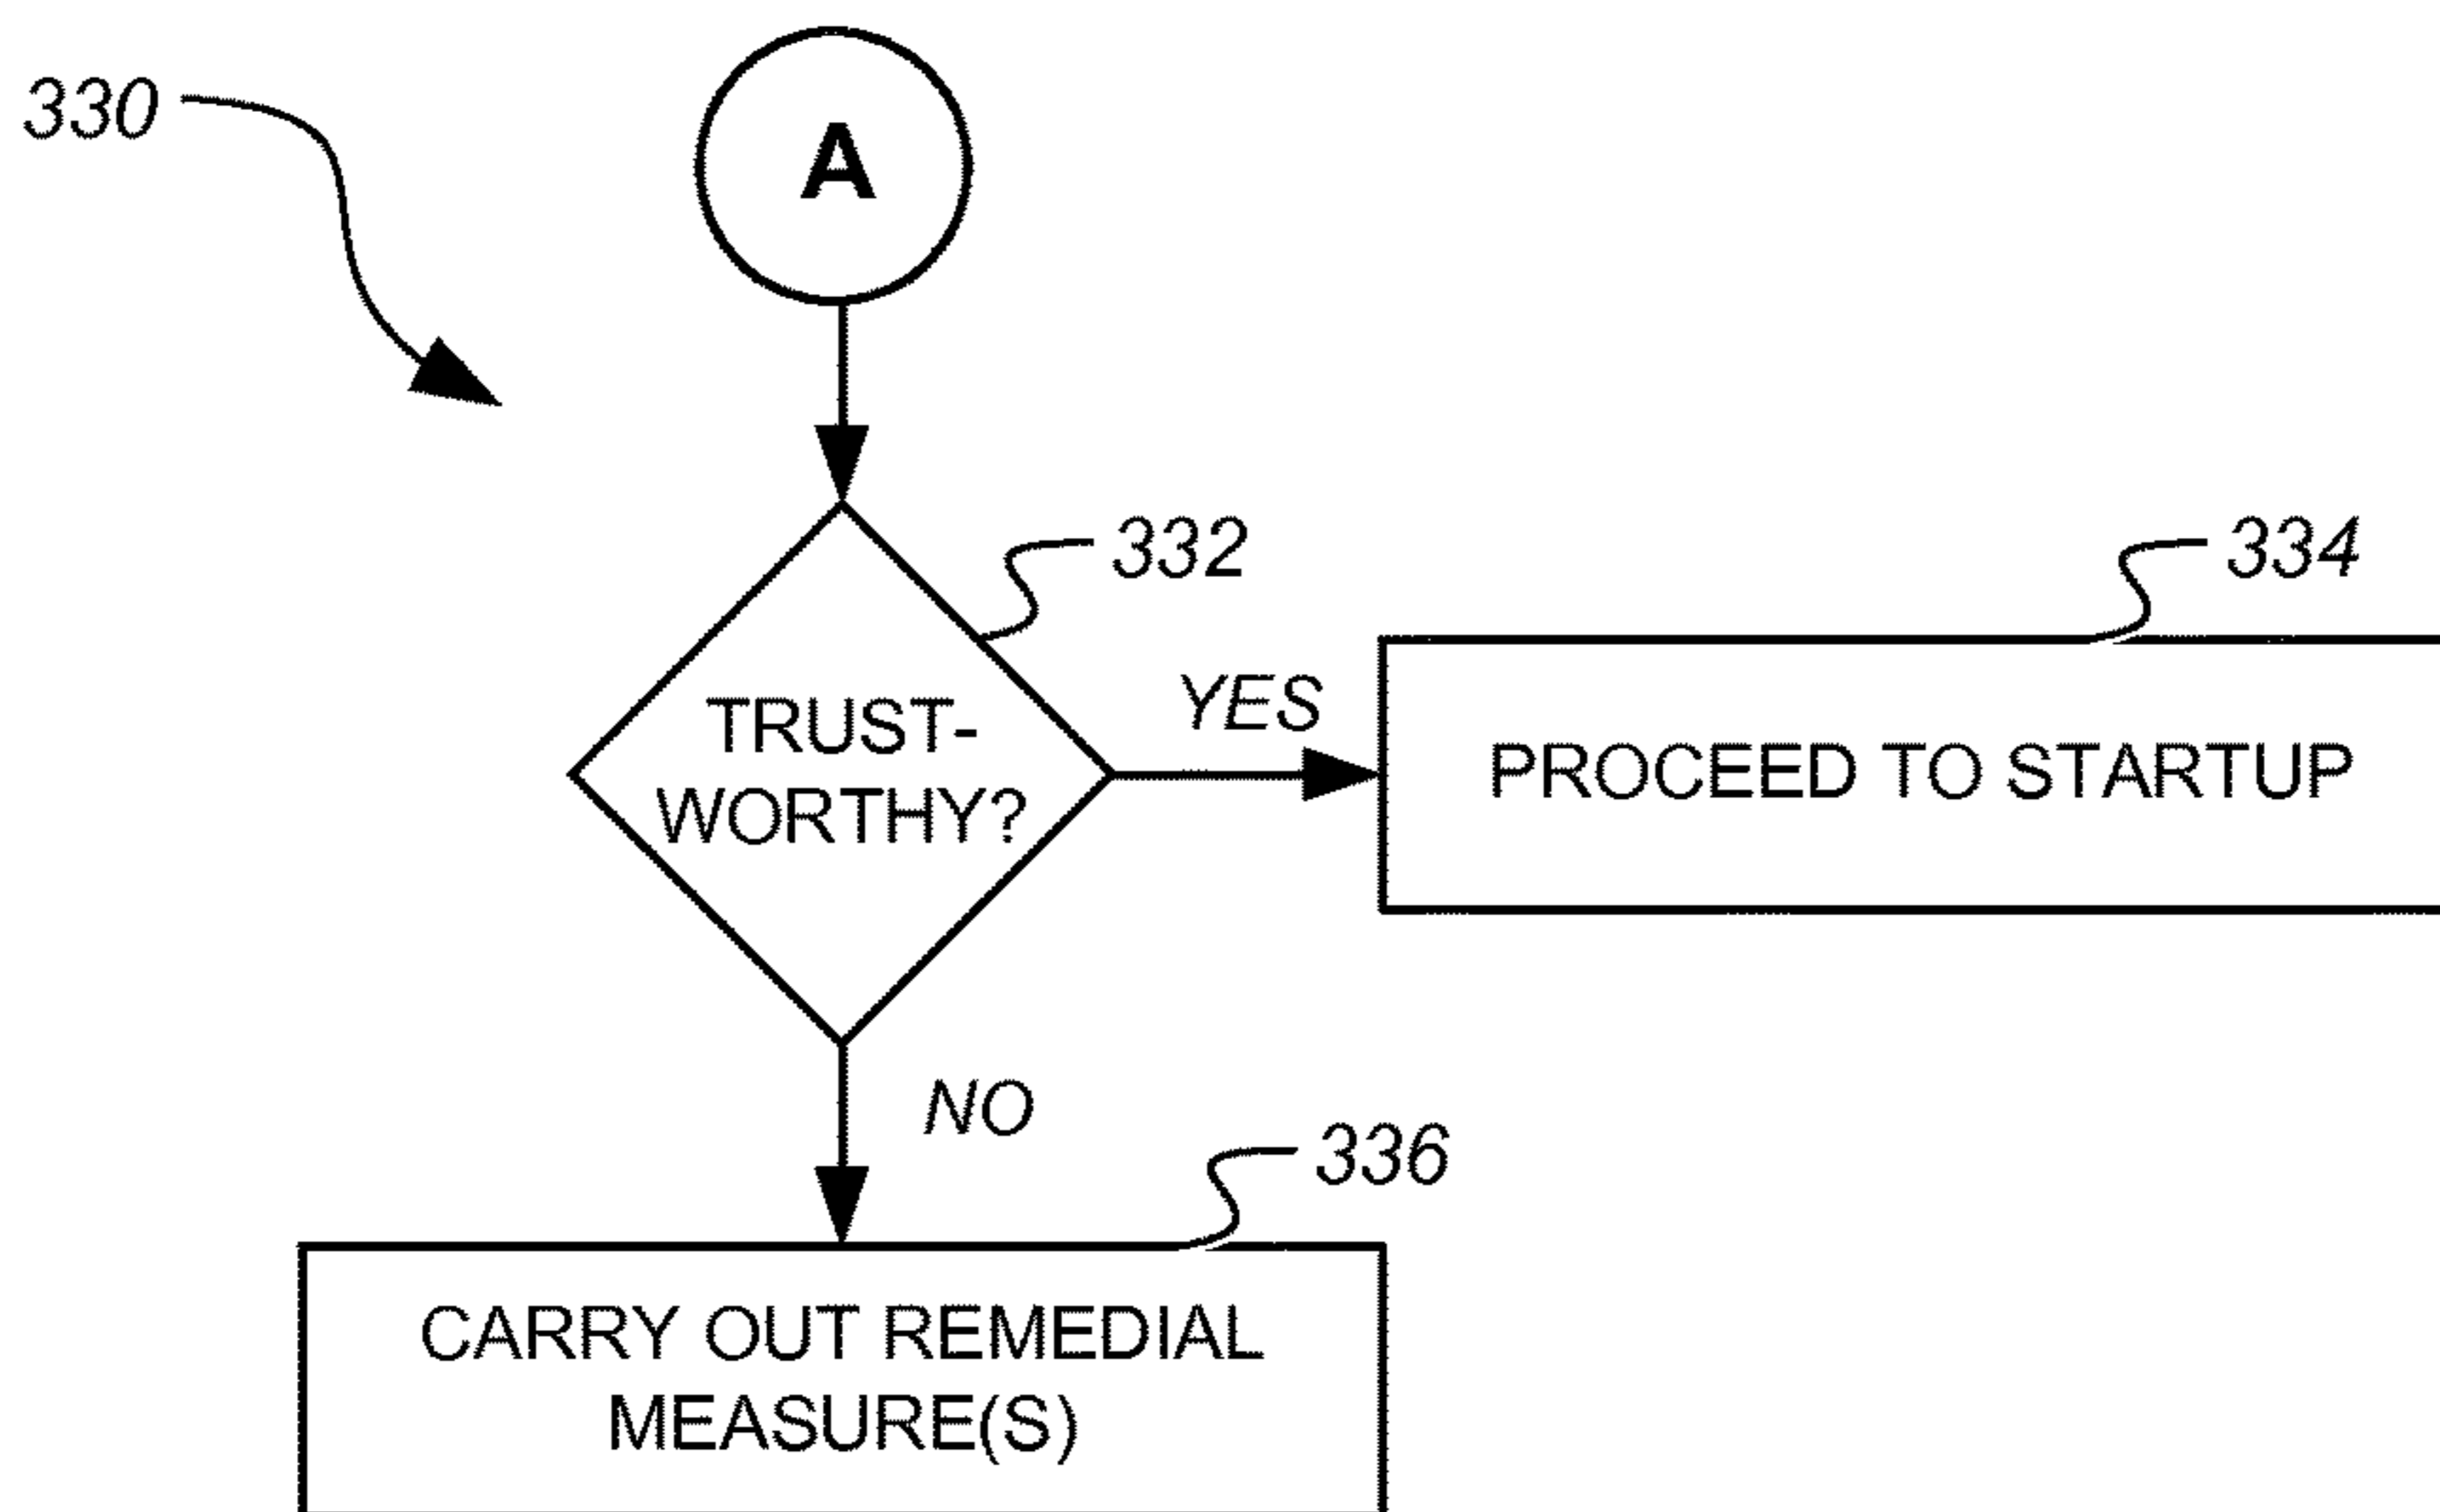 330
A
332
334
TRUST-
WORTHY?
YES
PROCEED TO STARTUP
NO
336
CARRY OUT REMEDIAL
MEASURE(S)